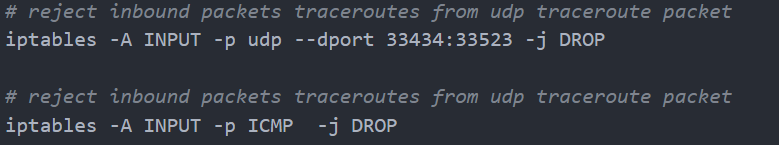 # reject inbound packets traceroutes from udp traceroute packet
iptables -A INPUT -p udp --dport 33434:33523 -j DROP
# reject inbound packets traceroutes from udp traceroute packet
iptables -A INPUT -p ICMP  -j DROP